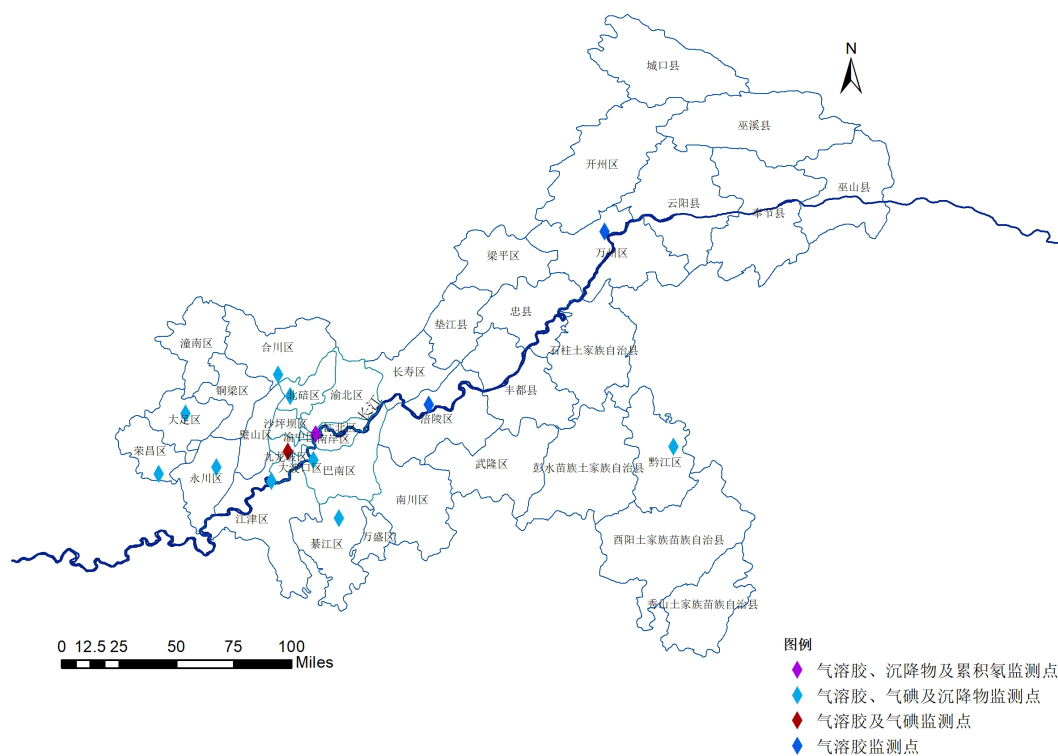 N
城口县
巫溪县
开州区
巫山县
云阳县
奉节县
万州区
梁平区
忠县
垫江县
石柱土家族自治县
潼南区
合川区
长寿区
丰都县
铜梁区
北碚区
渝北区
长江
大足区
沙坪坝区
江北区
涪陵区
璧山区
渝中区
南岸区
荣昌区
九龙坡区
大渡口区
巴南区
武隆区
彭水苗族土家族自治县
黔江区
永川区
南川区
江津区
綦江区
万盛区
酉阳土家族苗族自治县
秀山土家族苗族自治县
0 12.5 25 50 75 100
Miles
图例
气溶胶、沉降物及累积氡监测点
气溶胶、气碘及沉降物监测点
气溶胶及气碘监测点
气溶胶监测点